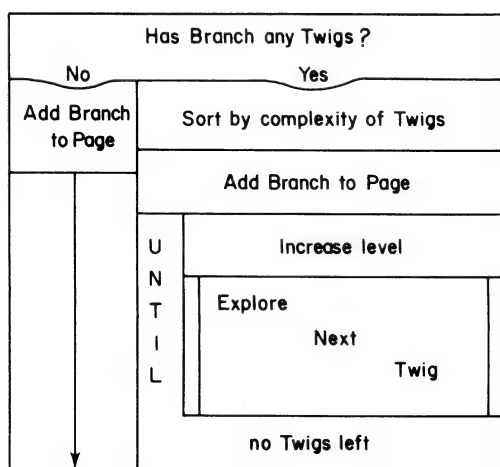 Has Branch any Twigs?
No
Yes
Add Branch
to Page
Sort by complexity of Twigs
Add Branch to Page
UNTIL
Increase level
Explore
Next
Twig
no Twigs left